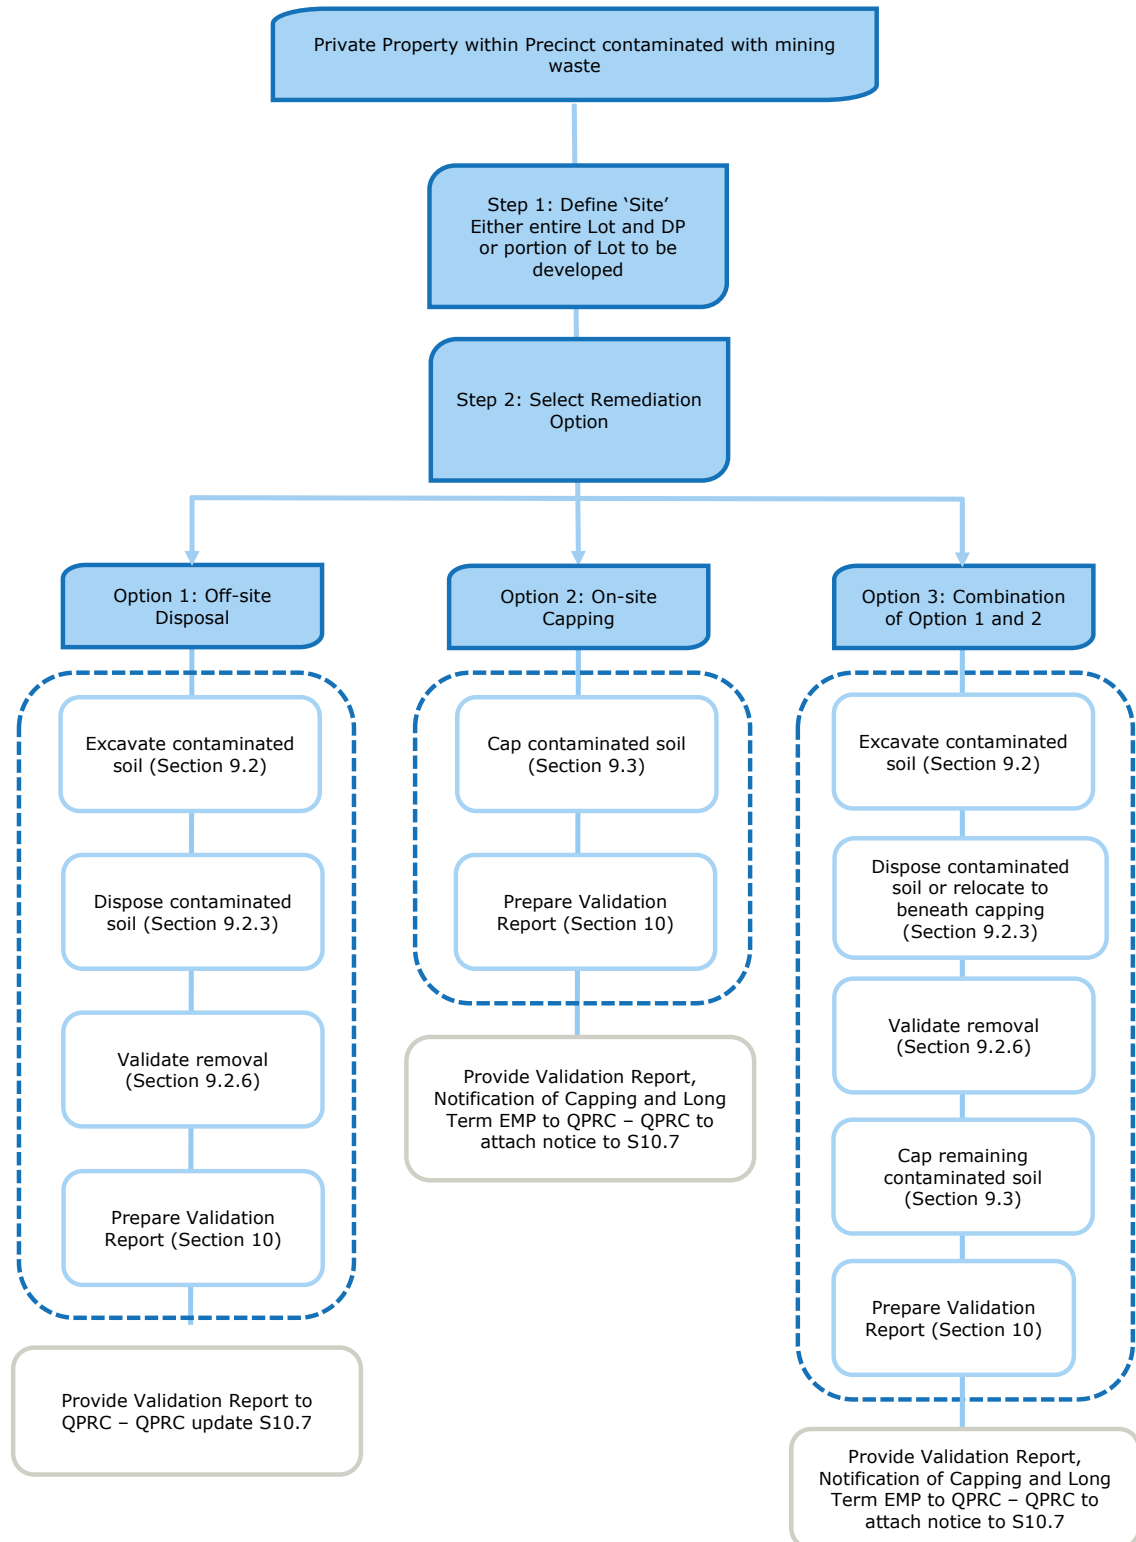 Private Property within Precinct contaminated with mining
waste
Step 1: Define ‘Site’
Either entire Lot and DP
or portion of Lot to be
developed
Step 2: Select Remediation
Option
Option 1: Off-site
Disposal
Excavate contaminated
soil (Section 9.2)
Dispose contaminated
soil (Section 9.2.3)
Validate removal
(Section 9.2.6)
Prepare Validation
Report (Section 10)
Provide Validation Report to
QPRC – QPRC update S10.7
Option 2: On-site
Capping
Cap contaminated soil
(Section 9.3)
Prepare Validation
Report (Section 10)
Provide Validation Report,
Notification of Capping and Long
Term EMP to QPRC – QPRC to
attach notice to S10.7
Option 3: Combination
of Option 1 and 2
Excavate contaminated
soil (Section 9.2)
Dispose contaminated
soil or relocate to
beneath capping
(Section 9.2.3)
Validate removal
(Section 9.2.6)
Cap remaining
contaminated soil
(Section 9.3)
Prepare Validation
Report (Section 10)
Provide Validation Report,
Notification of Capping and Long
Term EMP to QPRC – QPRC to
attach notice to S10.7